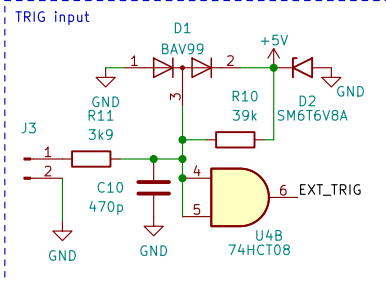 TRIG input
D1
BAV99
+5V
1
2
3
GND
R10
39k
D2
SM6T6V8A
GND
R11
3k9
J3
1
2
C10
470p
4
5
6
EXT_TRIG
U4B
74HCT08
GND
GND